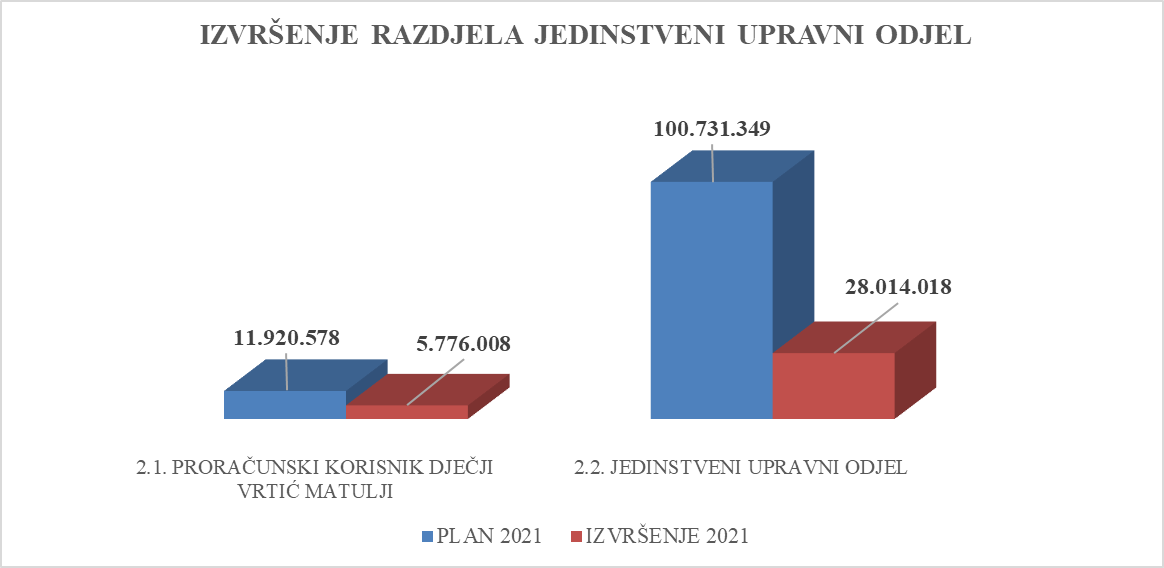 IZVRŠENJE RAZDJELA JEDINSTVENI UPRAVNI ODJEL
100.731.349
28.014.018
11.920.578
5.776.008
2.1. PRORAČUNSKI KORISNIK DJEČJI
VRTIĆ MATULJI
2.2. JEDINSTVENI UPRAVNI ODJEL
PLAN 2021
IZVRŠENJE 2021